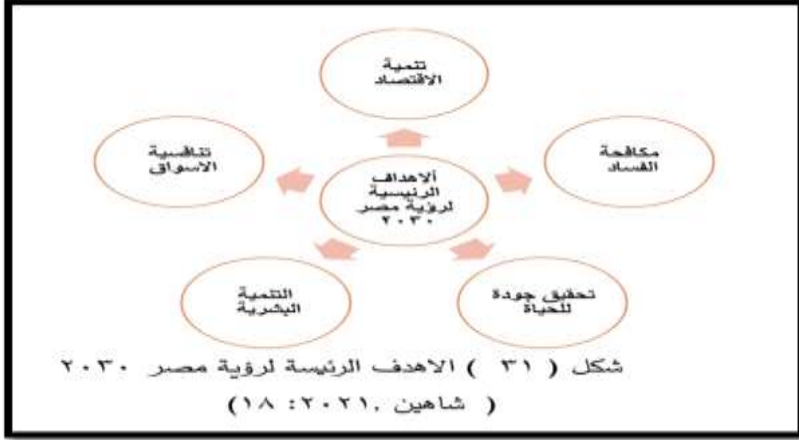 تنمية
الاقتصاد
مكافحة
الفساد
تنافسية
الاسواق
ألاهداف
الرئيسية
لرؤية مصر
٢٠٣٠
تحقيق جودة
للحياة
التنمية
البشرية
شكل ( ٣١ ) الاهدف الرئيسة لرؤية مصر ٢٠٣٠
( شاهين ,٢٠٢١: ١٨)